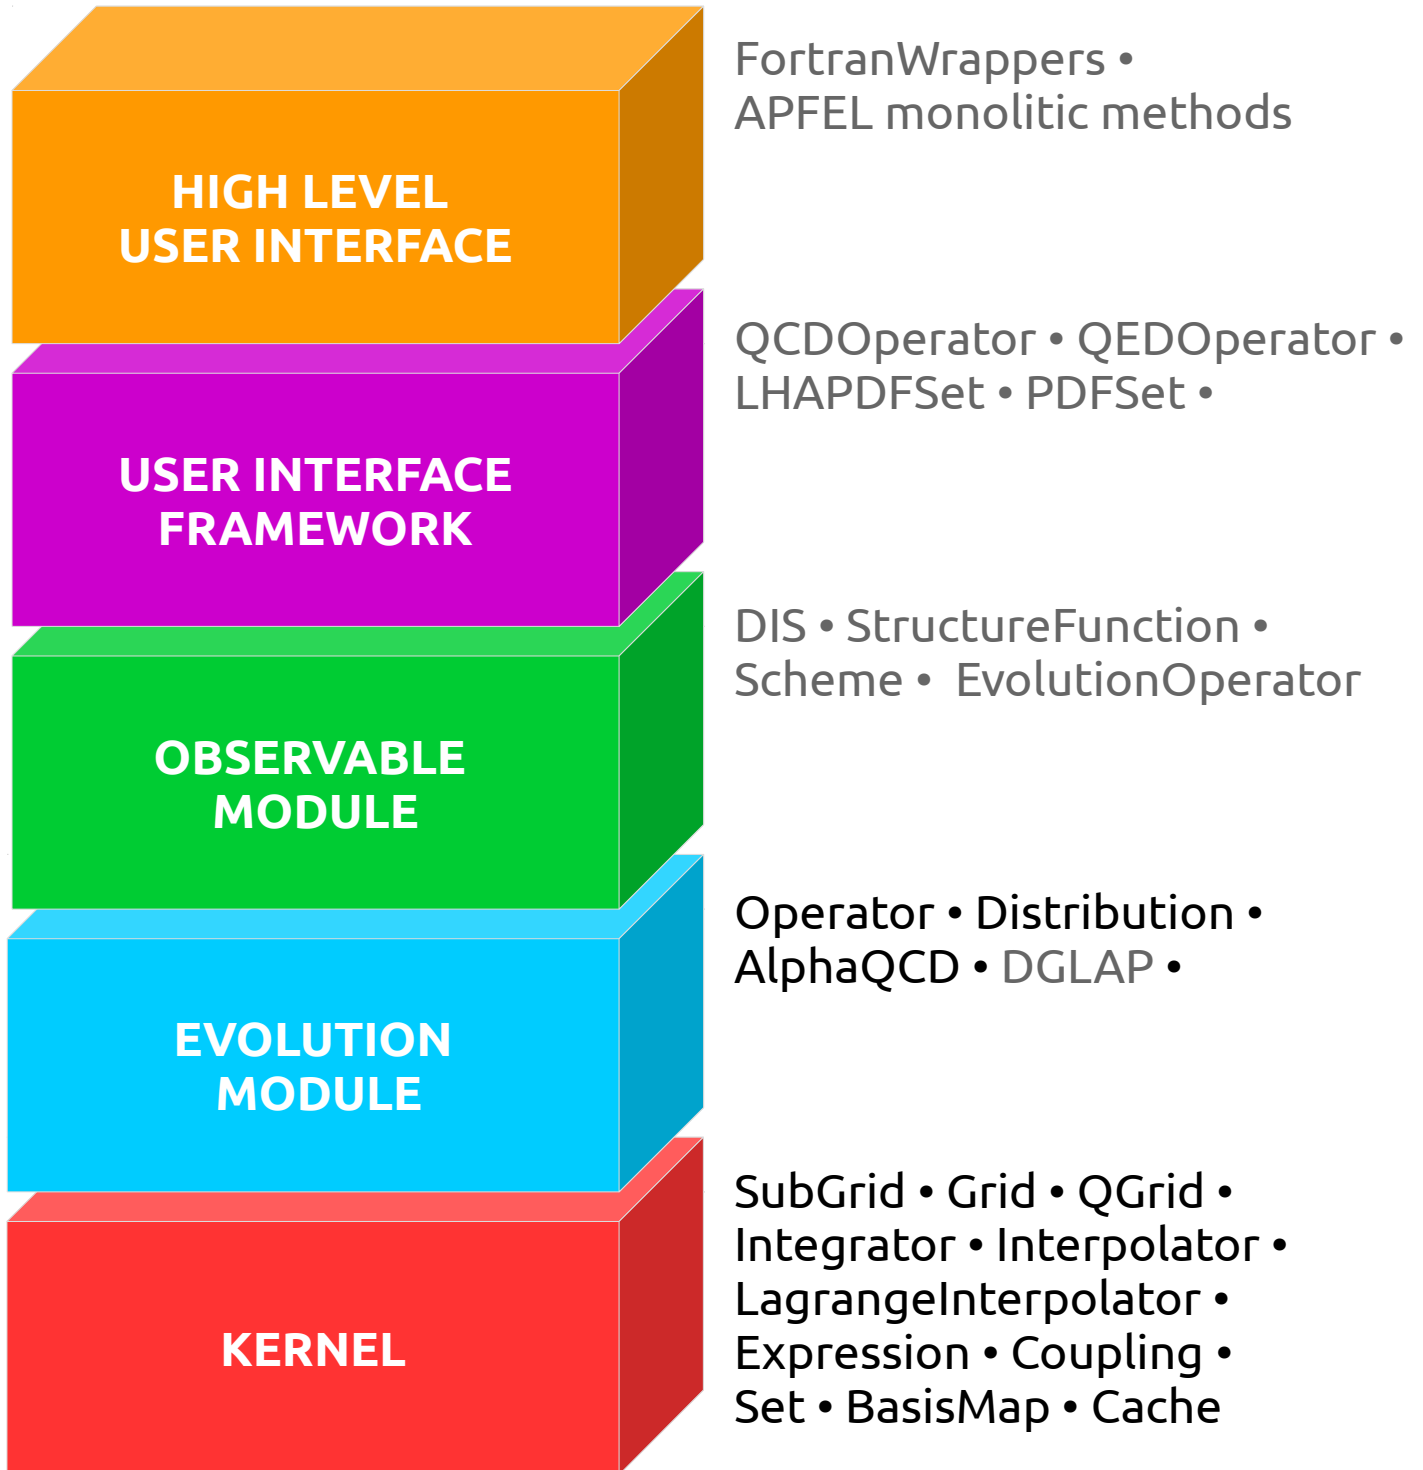 FortranWrappers •
APFEL monolitic methods
HIGH LEVEL
USER INTERFACE
QCDOperator • QEDOperator •
LHAPDFSet • PDFSet •
USER INTERFACE
FRAMEWORK
DIS • StructureFunction •
Scheme •  EvolutionOperator
OBSERVABLE
MODULE
Operator • Distribution •
AlphaQCD • DGLAP •
EVOLUTION
MODULE
SubGrid • Grid • QGrid •
Integrator • Interpolator •
LagrangeInterpolator •
Expression • Coupling •
Set • BasisMap • Cache
KERNEL